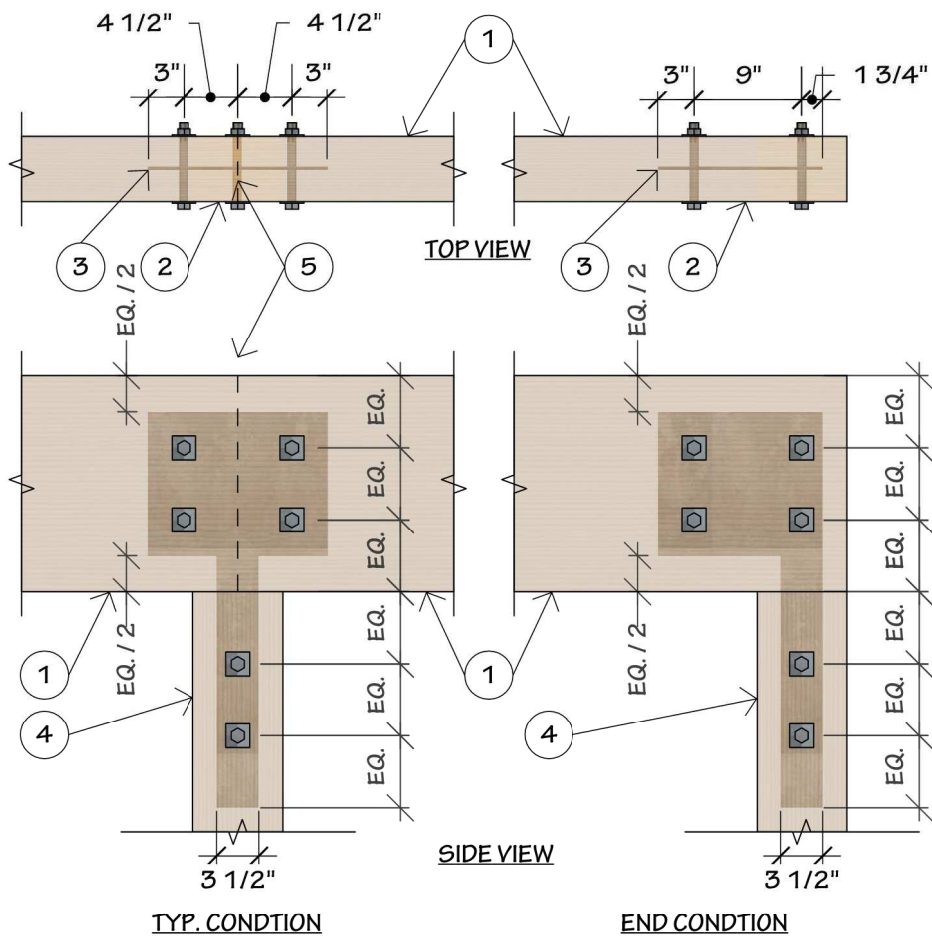 4 1/2" 4 1/2"
3" 3"
1
3" 9" 1 3/4"
3 2 5
TOP VIEW
3 2
EQ. / 2
EQ. / 2
EQ.
EQ.
EQ.
EQ.
EQ.
EQ.
EQ. / 2
EQ. / 2
EQ.
EQ.
EQ.
EQ.
EQ.
EQ.
1
1
4
4
SIDE VIEW
3 1/2"
3 1/2"
TYP. CONDTION
END CONDTION